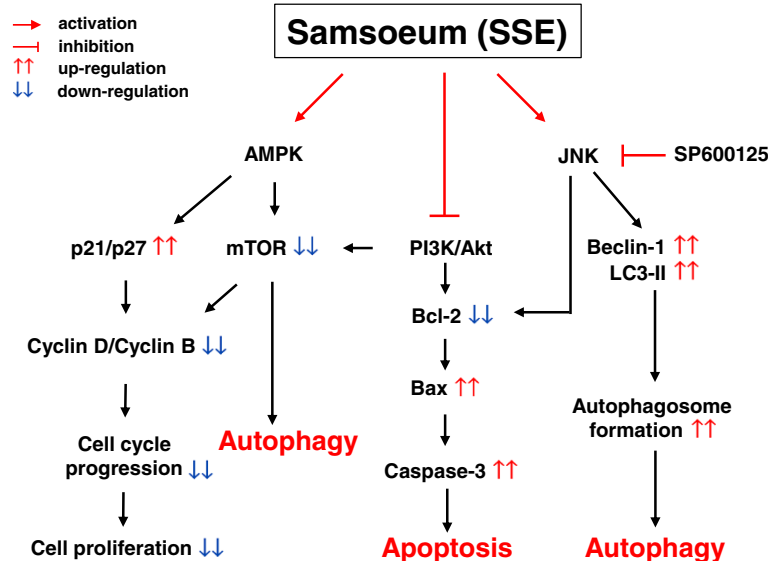 Samsoeum (SSE)
activation
inhibition
↑↑ up-regulation
↓↓ down-regulation
AMPK
JNK
SP600125
p21/p27 ↑↑
mTOR ↓↓
PI3K/Akt
Beclin-1 ↑↑
LC3-II ↑↑
Bcl-2 ↓↓
Cyclin D/Cyclin B ↓↓
Bax ↑↑
Autophagosome
formation ↑↑
Cell cycle
progression ↓↓
Autophagy
Caspase-3 ↑↑
Cell proliferation ↓↓
Apoptosis
Autophagy